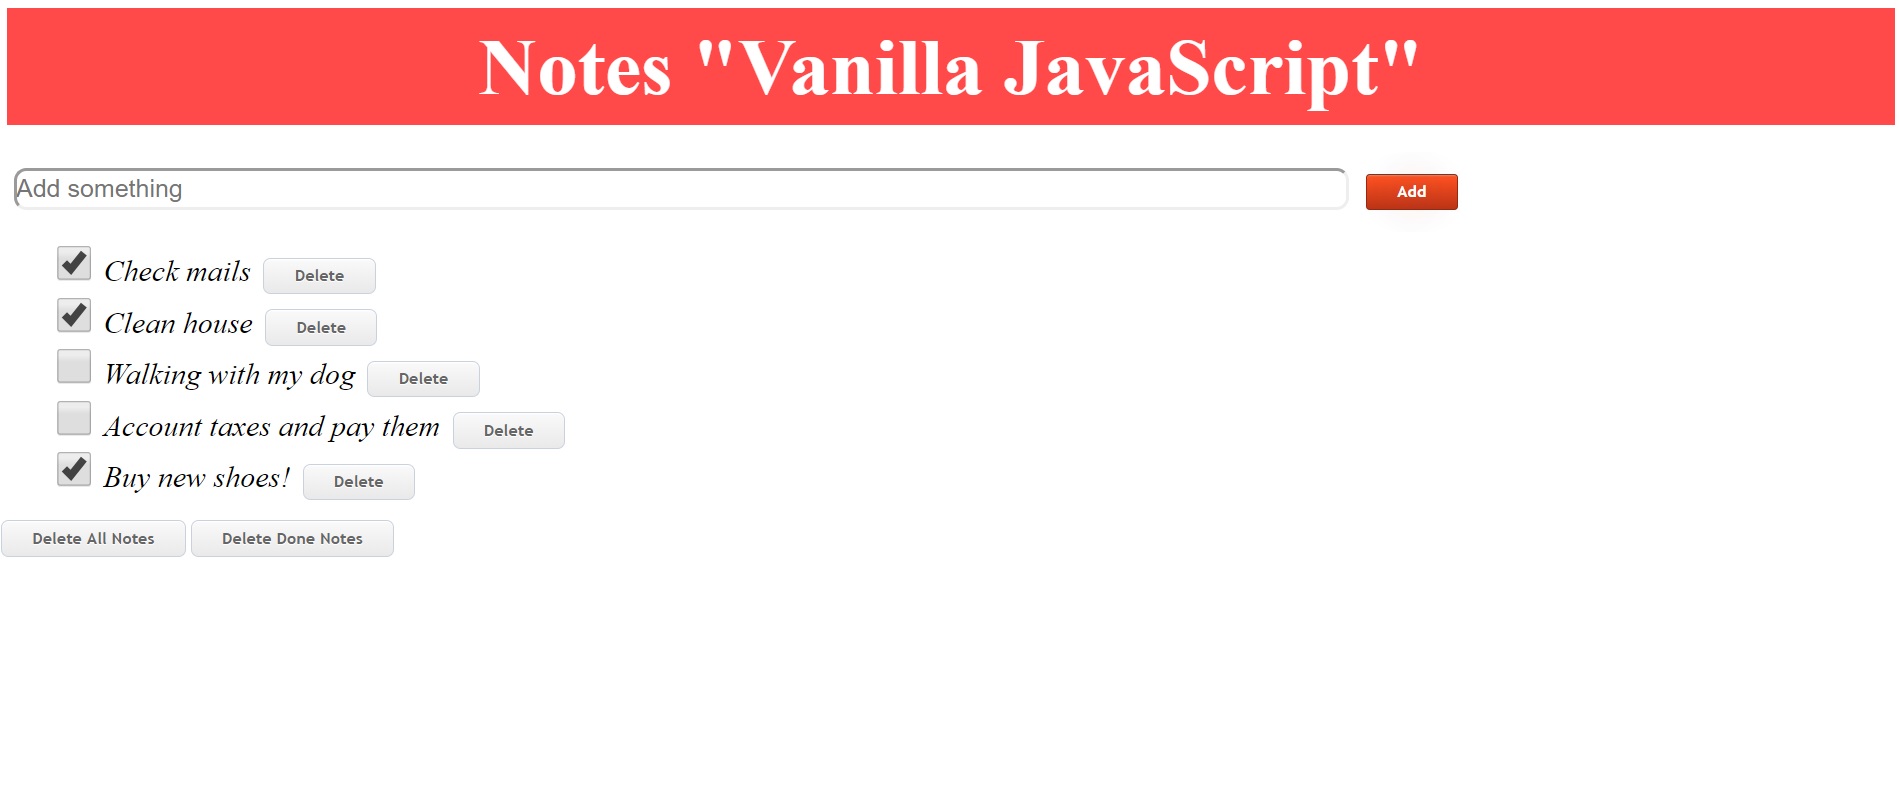 Notes "Vanilla JavaScript"
Add something Add
Check mails Delete
Clean house Delete
Walking with my dog Delete
Account taxes and pay them Delete
Buy new shoes! Delete
Delete All Notes Delete Done Notes